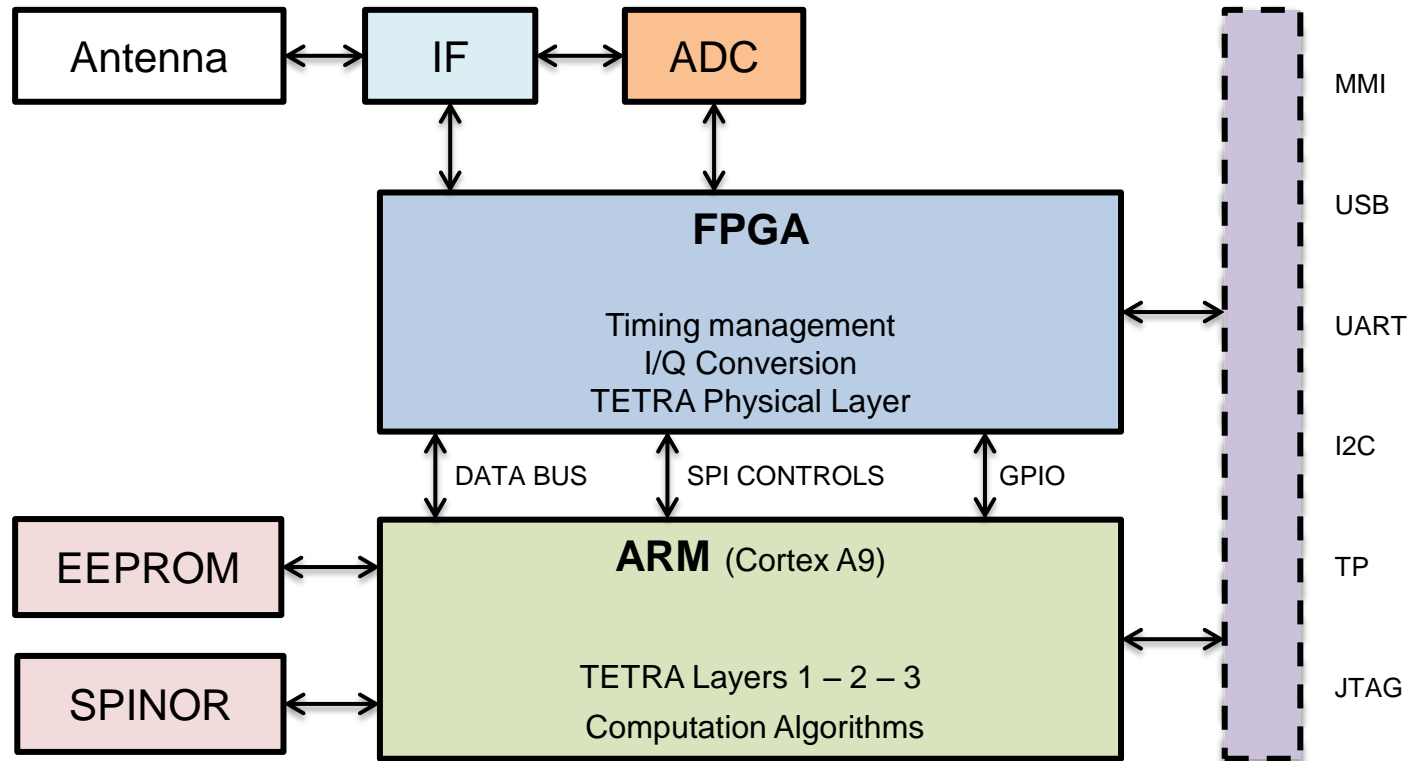 Antenna
IF
ADC
FPGA
Timing management
I/Q Conversion
TETRA Physical Layer
DATA BUS
SPI CONTROLS
GPIO
EEPROM
SPINOR
ARM (Cortex A9)
TETRA Layers 1 – 2 – 3
Computation Algorithms
MMI
USB
UART
I2C
TP
JTAG